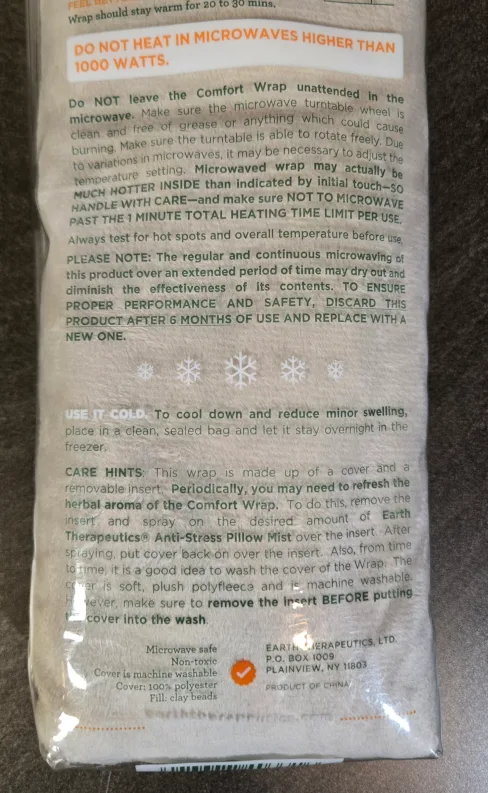 Wrap should stay warm for 20 to 30 mins.
DO NOT HEAT IN MICROWAVES HIGHER THAN
1000 WATTS.
Do NOT leave the Comfort Wrap unattended in the
microwave. Make sure the microwave turntable wheel is
clean and free of grease or anything which could cause
burning. Make sure the turntable is able to rotate freely. Due
to variations in microwaves, it may be necessary to adjust the
temperature setting. Microwaved wrap may actually be
MUCH HOTTER INSIDE than indicated by initial touch—SO
HANDLE WITH CARE—and make sure NOT TO MICROWAVE
PAST THE 1 MINUTE TOTAL HEATING TIME LIMIT PER USE.
Always test for hot spots and overall temperature before use.
PLEASE NOTE: The regular and continuous microwaving of
this product over an extended period of time may dry out and
diminish the effectiveness of its contents. TO ENSURE
PROPER PERFORMANCE AND SAFETY, DISCARD THIS
PRODUCT AFTER 6 MONTHS OF USE AND REPLACE WITH A
NEW ONE.
USE IT COLD. To cool down and reduce minor swelling,
place in a clean, sealed bag and let it stay overnight in the
freezer.
CARE HINTS: This wrap is made up of a cover and a
removable insert. Periodically, you may need to refresh the
herbal aroma of the Comfort Wrap. To do this, remove the
insert and spray on the desired amount of Earth
Therapeutics® Anti-Stress Pillow Mist over the insert. After
spraying, put cover back on over the insert. Also, from time
to time, it is a good idea to wash the cover of the Wrap. The
cover is soft, plush polyfleece and is machine washable.
However, make sure to remove the insert BEFORE putting
the cover into the wash.
Microwave safe
Non-toxic
Cover is machine washable
Cover: 100% polyester
Fill: clay beads
EARTH THERAPEUTICS, LTD.
P.O. BOX 1009
PLAINVIEW, NY 11803
PRODUCT OF CHINA
earththerapeutics.com